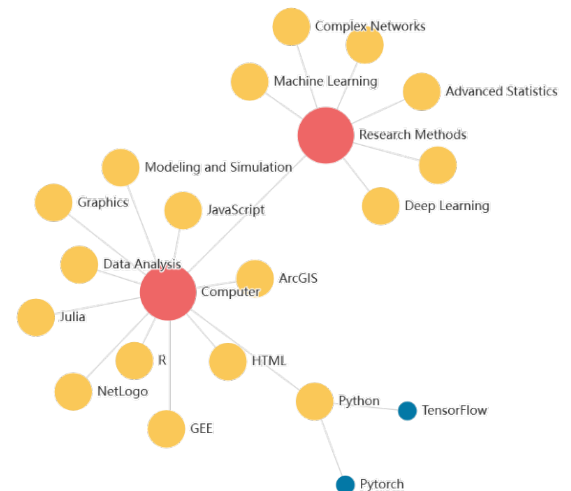 Complex Networks
Machine Learning
Advanced Statistics
Research Methods
Modeling and Simulation
Graphics
JavaScript
Deep Learning
Data Analysis
ArcGIS
Computer
Julia
R
HTML
NetLogo
Python
TensorFlow
GEE
Pytorch